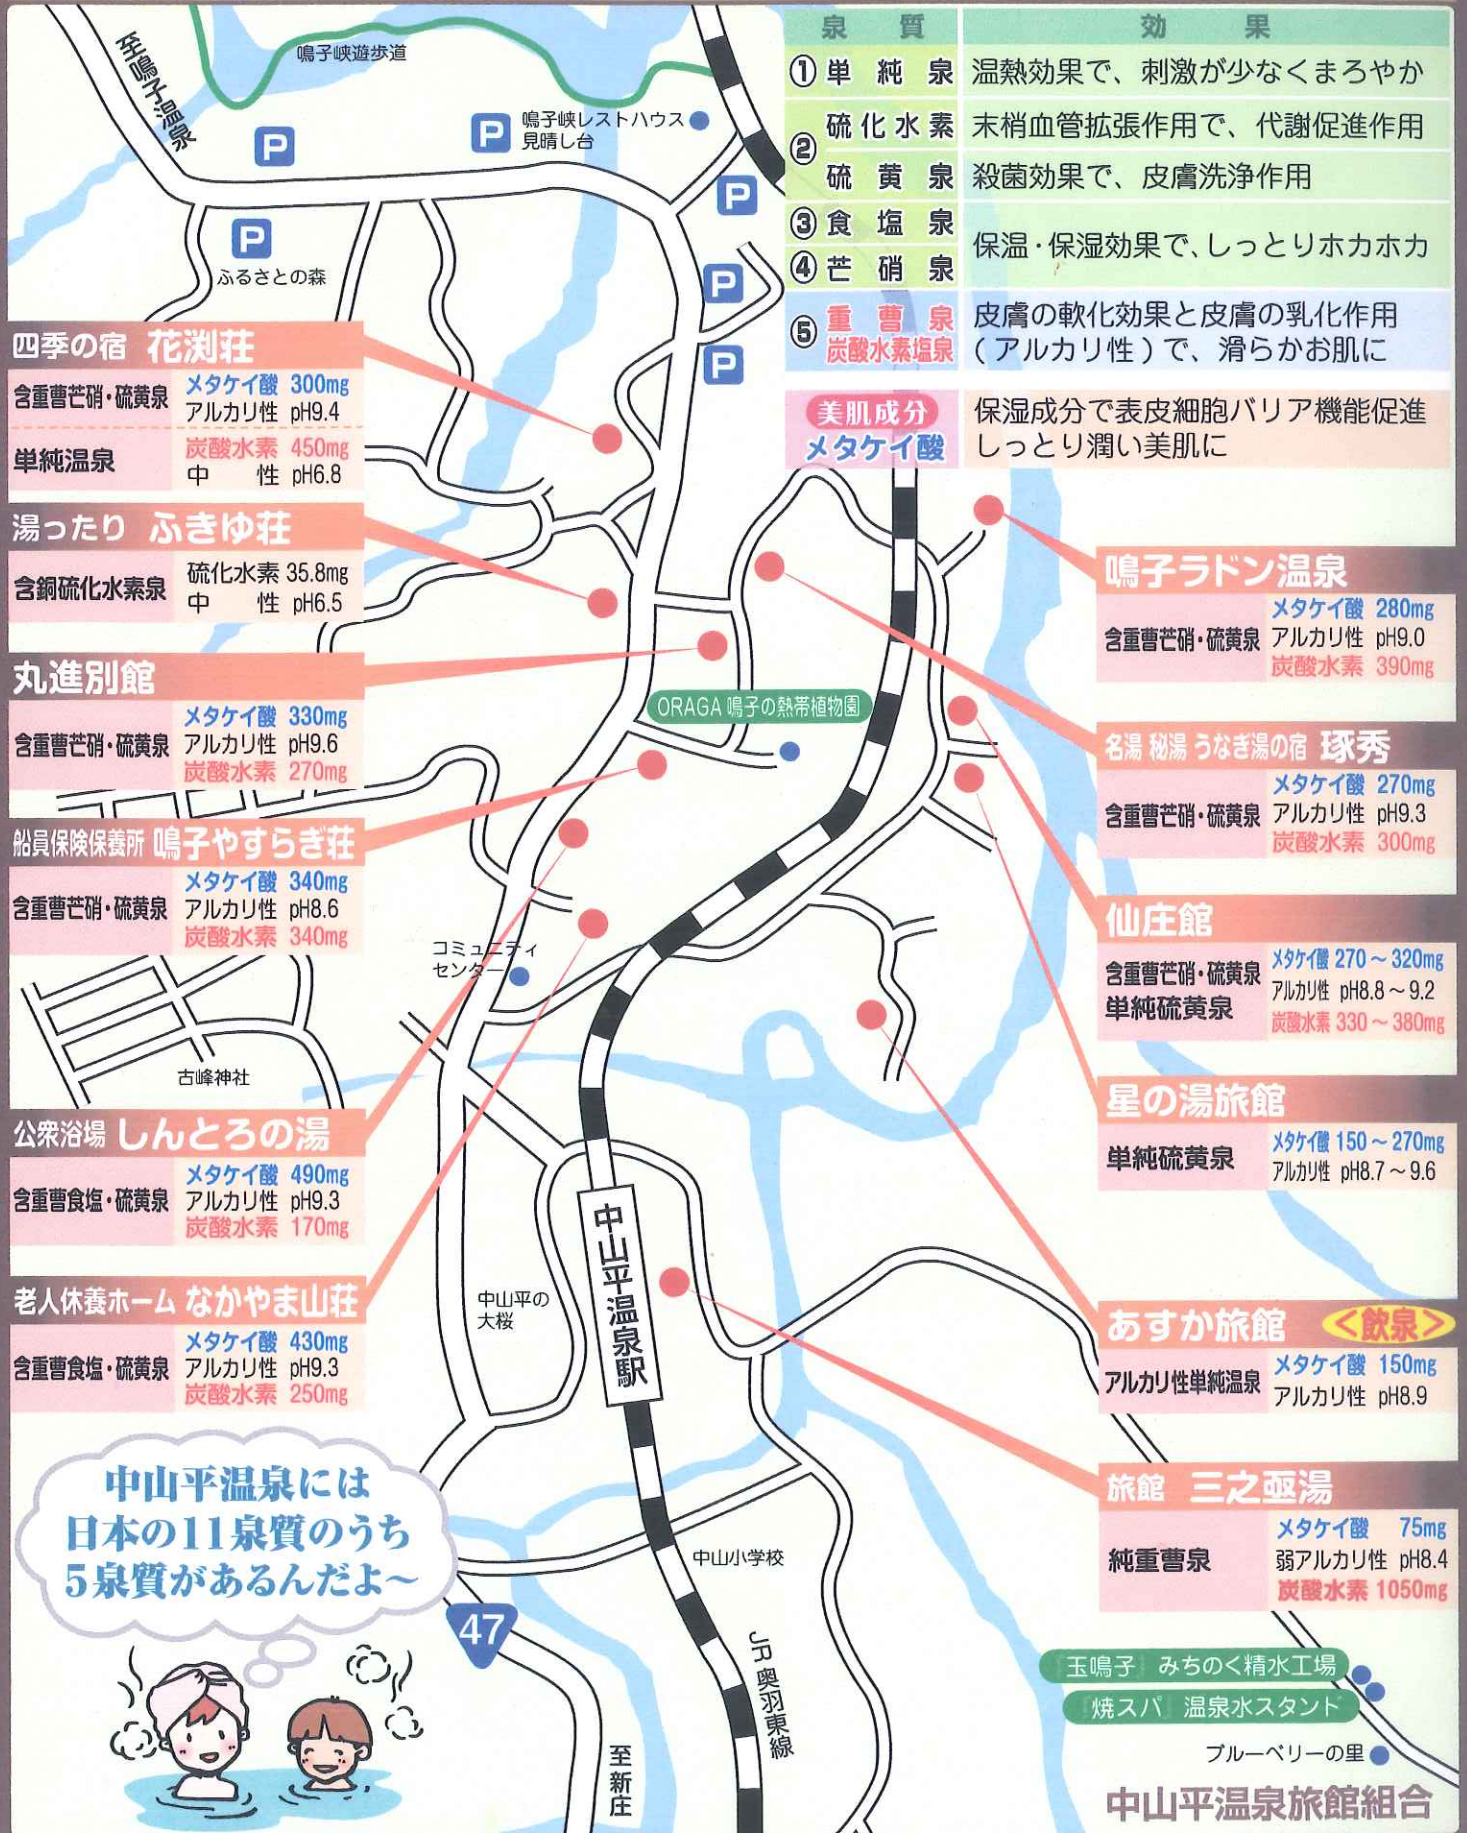 至鳴子温泉
鳴子峡遊歩道
鳴子峡レストハウス
見晴し台
P
P
P
P
P
P
ふるさとの森
泉質 効果
①単純泉 温熱効果で、刺激が少なくまろやか
②硫化水素 末梢血管拡張作用で、代謝促進作用
硫黄泉 殺菌効果で、皮膚洗浄作用
③食塩泉 保温・保湿効果で、しっとりホカホカ
④芒硝泉
⑤重曹泉 皮膚の軟化効果と皮膚の乳化作用
炭酸水素塩泉 (アルカリ性)で、滑らかお肌に
美肌成分 保湿成分で表皮細胞バリア機能促進
メタケイ酸 しっとり潤い美肌に
四季の宿 花渕荘
含重曹芒硝・硫黄泉 メタケイ酸 300mg
アルカリ性 pH9.4
単純温泉 炭酸水素 450mg
中性 pH6.8
湯ったり ふきゆ荘
含銅硫化水素泉 硫化水素 35.8mg
中性 pH6.5
丸進別館
含重曹芒硝・硫黄泉 メタケイ酸 330mg
アルカリ性 pH9.6
炭酸水素 270mg
船員保険保養所 鳴子やすらぎ荘
含重曹芒硝・硫黄泉 メタケイ酸 340mg
アルカリ性 pH8.6
炭酸水素 340mg
公衆浴場 しんとろの湯
含重曹食塩・硫黄泉 メタケイ酸 490mg
アルカリ性 pH9.3
炭酸水素 170mg
老人休養ホーム なかやま山荘
含重曹食塩・硫黄泉 メタケイ酸 430mg
アルカリ性 pH9.3
炭酸水素 250mg
鳴子ラドン温泉
含重曹芒硝・硫黄泉 メタケイ酸 280mg
アルカリ性 pH9.0
炭酸水素 390mg
名湯 秘湯 うなぎ湯の宿 琢秀
含重曹芒硝・硫黄泉 メタケイ酸 270mg
アルカリ性 pH9.3
炭酸水素 300mg
仙庄館
含重曹芒硝・硫黄泉
単純硫黄泉
メタケイ酸 270～320mg
アルカリ性 pH8.8～9.2
炭酸水素 330～380mg
星の湯旅館
単純硫黄泉 メタケイ酸 150～270mg
アルカリ性 pH8.7～9.6
あすか旅館 <飲泉>
アルカリ性単純温泉 メタケイ酸 150mg
アルカリ性 pH8.9
旅館 三之亟湯
純重曹泉 メタケイ酸 75mg
弱アルカリ性 pH8.4
炭酸水素 1050mg
ORAGA 鳴子の熱帯植物園
コミュニティ
センター
古峰神社
中山平温泉駅
中山平の
大桜
中山小学校
47
JR 奥羽東線
至新庄
中山平温泉には
日本の11泉質のうち
5泉質があるんだよ～
玉鳴子 みちのく精水工場
焼スパ 温泉水スタンド
ブルーベリーの里
中山平温泉旅館組合